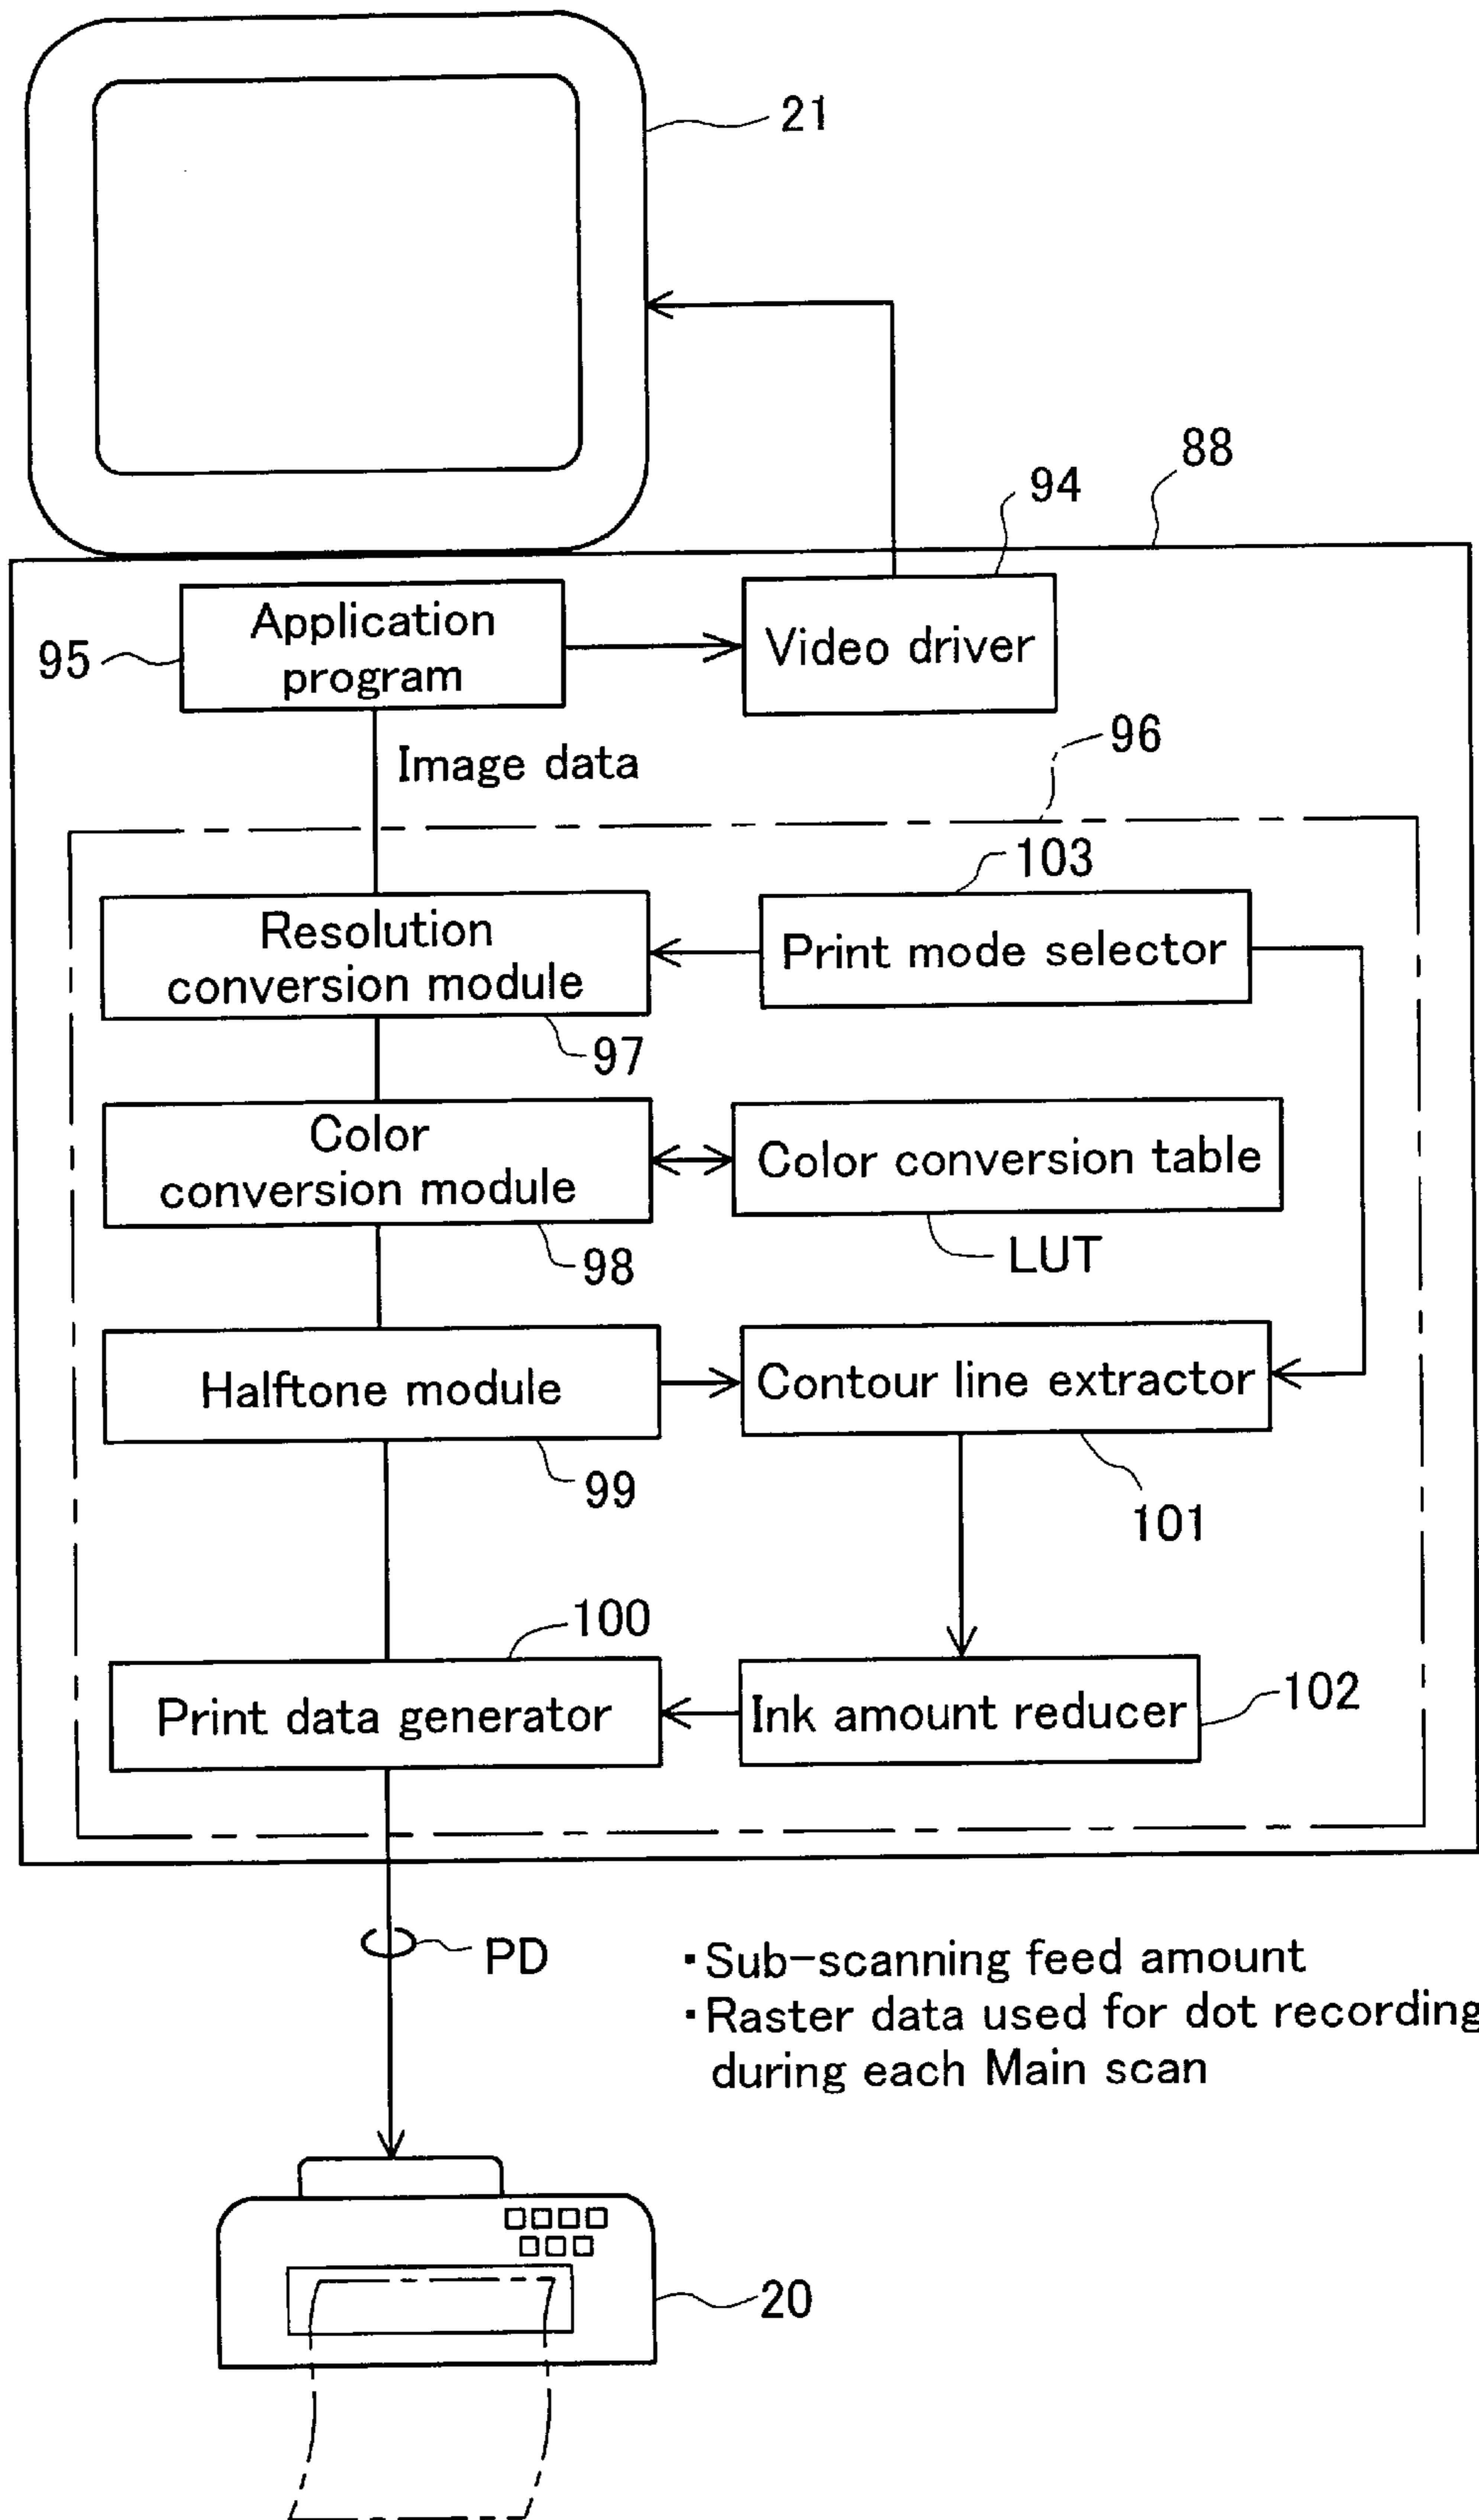 21
88
94
Application
program
Video driver
95
Image data
96
103
Resolution
conversion module
Print mode selector
97
Color
conversion module
Color conversion table
98
LUT
Halftone module
Contour line extractor
99
101
100
Print data generator
Ink amount reducer
102
PD
・Sub-scanning feed amount
・Raster data used for dot recording
during each Main scan
20